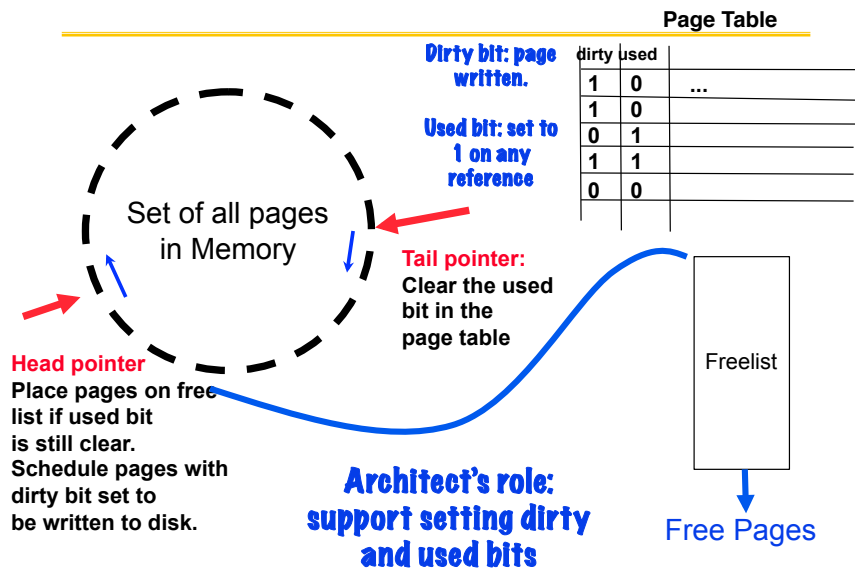 Page Table
Dirty bit: page
written.
Used bit: set to
1 on any
reference
dirty used
1 0 ...
1 0
0 1
1 1
0 0
Set of all pages
in Memory
Tail pointer:
Clear the used
bit in the
page table
Head pointer
Place pages on free
list if used bit
is still clear.
Schedule pages with
dirty bit set to
be written to disk.
Freelist
Free Pages
Architect's role:
support setting dirty
and used bits